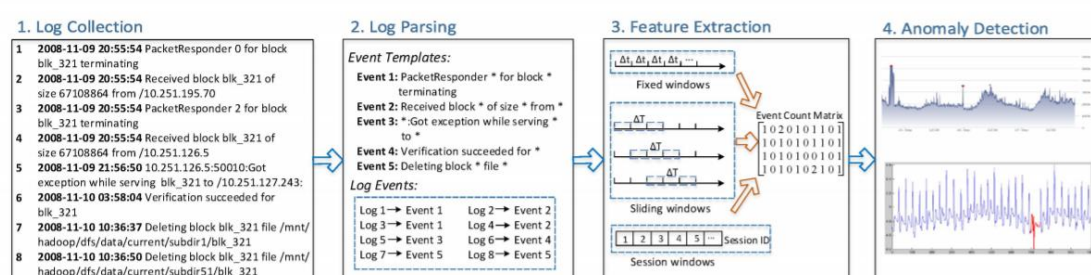 1. Log Collection
1 2008-11-09 20:55:54 PacketResponder 0 for block
blk_321 terminating
2 2008-11-09 20:55:54 Received block blk_321 of
size 67108864 from /10.251.195.70
3 2008-11-09 20:55:54 PacketResponder 2 for block
blk_321 terminating
4 2008-11-09 20:55:54 Received block blk_321 of
size 67108864 from /10.251.126.5
5 2008-11-09 21:56:50 10.251.126.5:50010:Got
exception while serving blk_321 to /10.251.127.243:
6 2008-11-10 03:58:04 Verification succeeded for
blk_321
7 2008-11-10 10:36:37 Deleting block blk_321 file /mnt/
hadoop/dfs/data/current/subdir1/blk_321
8 2008-11-10 10:36:50 Deleting block blk_321 file /mnt/
hadoop/dfs/data/current/subdir51/blk_321
2. Log Parsing
Event Templates:
Event 1: PacketResponder * for block *
terminating
Event 2: Received block * of size * from *
Event 3: *:Got exception while serving *
to *
Event 4: Verification succeeded for *
Event 5: Deleting block * file *
Log Events:
Log 1→ Event 1 Log 2→ Event 2
Log 3→ Event 1 Log 4→ Event 2
Log 5→ Event 3 Log 6→ Event 4
Log 7→ Event 5 Log 8→ Event 5
3. Feature Extraction
Δt, Δt, Δt, Δt, ...
Fixed windows
ΔT
ΔT
ΔT
Sliding windows
1 2 3 4 5 ... Session ID
Session windows
Event Count Matrix
1 0 2 0 1 0 1 1 0 1
1 0 1 0 1 0 1 1 0 1
1 0 1 0 1 0 0 1 0 1
1 0 1 0 1 0 2 1 0 1
4. Anomaly Detection